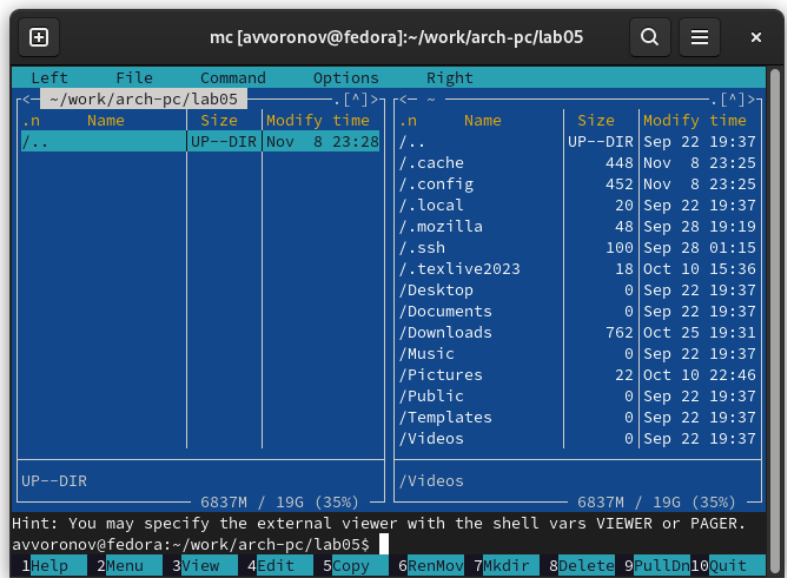 mc [avvoronov@fedora]:~/work/arch-pc/lab05
Left File Command Options Right
<─ ~/work/arch-pc/lab05 ─.[^]>
.n Name Size Modify time
/.. UP--DIR Nov 8 23:28
UP--DIR
6837M / 19G (35%)
<─ ~ ─.[^]>
.n Name Size Modify time
/.. UP--DIR Sep 22 19:37
/.cache 448 Nov 8 23:25
/.config 452 Nov 8 23:25
/.local 20 Sep 22 19:37
/.mozilla 48 Sep 28 19:19
/.ssh 100 Sep 28 01:15
/.texlive2023 18 Oct 10 15:36
/Desktop 0 Sep 22 19:37
/Documents 0 Sep 22 19:37
/Downloads 762 Oct 25 19:31
/Music 0 Sep 22 19:37
/Pictures 22 Oct 10 22:46
/Public 0 Sep 22 19:37
/Templates 0 Sep 22 19:37
/Videos 0 Sep 22 19:37
/Videos
6837M / 19G (35%)
Hint: You may specify the external viewer with the shell vars VIEWER or PAGER.
avvoronov@fedora:~/work/arch-pc/lab05$
1Help 2Menu 3View 4Edit 5Copy 6RenMov 7Mkdir 8Delete 9PullDn 10Quit